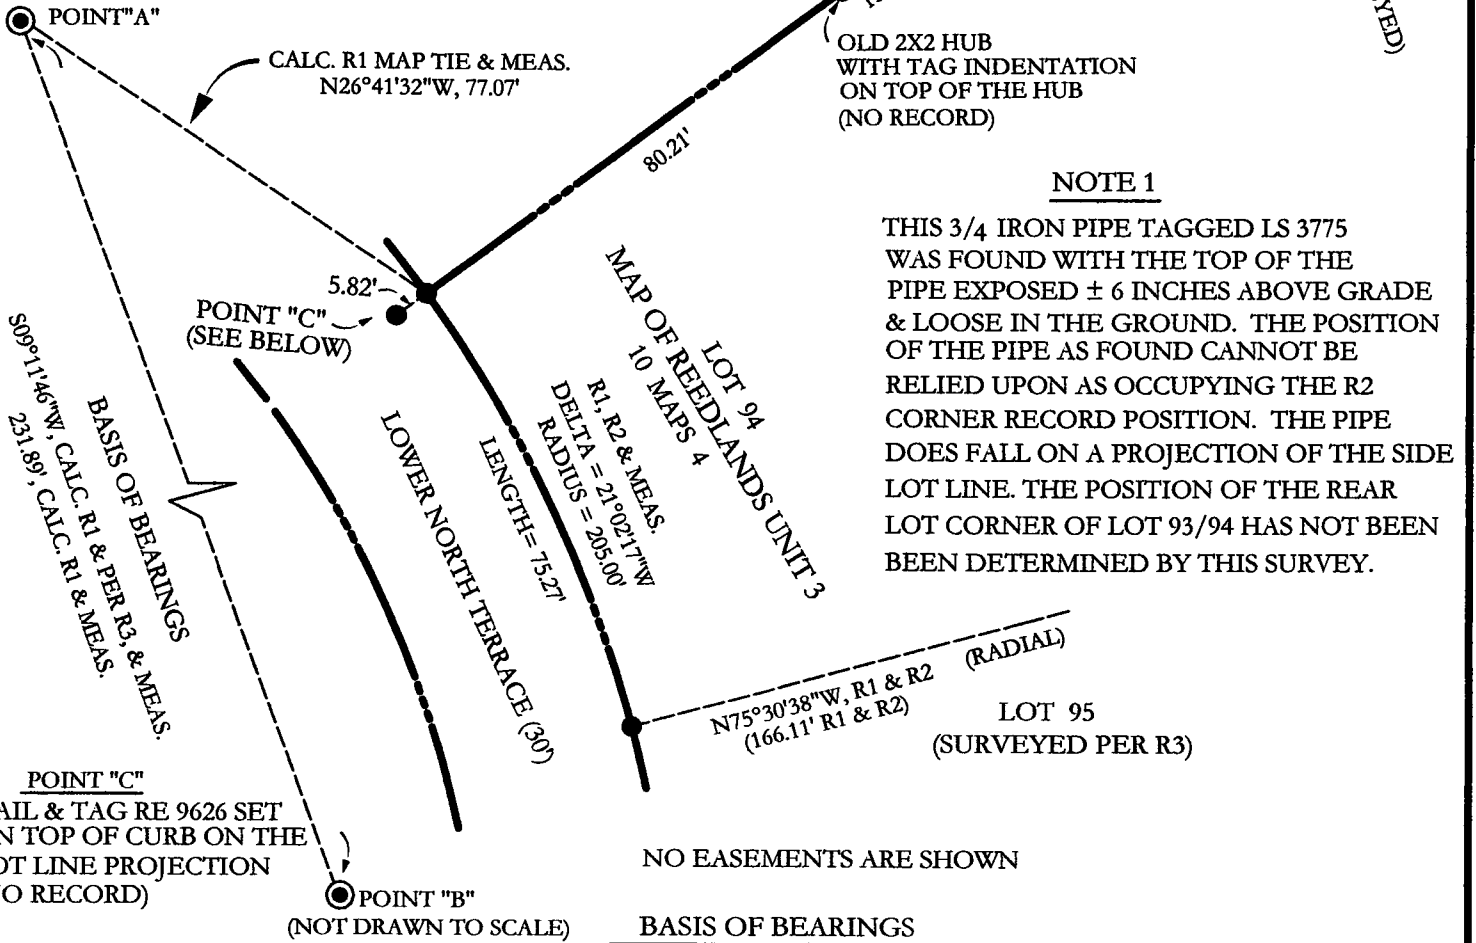 POINT"A"
CALC. R1 MAP TIE & MEAS.
N26°41'32"W, 77.07'
OLD 2X2 HUB
WITH TAG INDENTATION
ON TOP OF THE HUB
(NO RECORD)
80.21'
NOTE 1
THIS 3/4 IRON PIPE TAGGED LS 3775
WAS FOUND WITH THE TOP OF THE
PIPE EXPOSED ± 6 INCHES ABOVE GRADE
& LOOSE IN THE GROUND. THE POSITION
OF THE PIPE AS FOUND CANNOT BE
RELIED UPON AS OCCUPYING THE R2
CORNER RECORD POSITION. THE PIPE
DOES FALL ON A PROJECTION OF THE SIDE
LOT LINE. THE POSITION OF THE REAR
LOT CORNER OF LOT 93/94 HAS NOT BEEN
BEEN DETERMINED BY THIS SURVEY.
5.82'
POINT "C"
(SEE BELOW)
LOT 94
MAP OF REEDLANDS UNIT 3
10 MAPS 4
R1, R2 & MEAS.
DELTA = 21°02'17"W
RADIUS = 205.00'
LENGTH= 75.27'
LOWER NORTH TERRACE (30')
BASIS OF BEARINGS
S09°11'46"W, CALC. R1 & PER R3, & MEAS.
231.89', CALC. R1 & MEAS.
N75°30'38"W, R1 & R2
(RADIAL)
(166.11' R1 & R2)
LOT 95
(SURVEYED PER R3)
POINT "C"
AIL & TAG RE 9626 SET
N TOP OF CURB ON THE
OT LINE PROJECTION
O RECORD)
POINT "B"
(NOT DRAWN TO SCALE)
NO EASEMENTS ARE SHOWN
BASIS OF BEARINGS
YED)